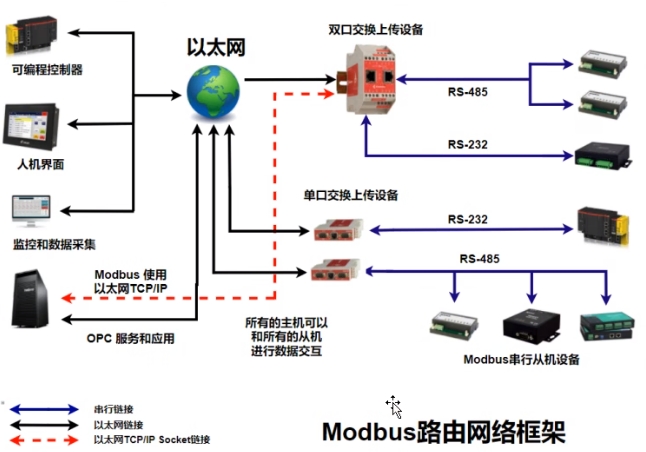 双口交换上传设备
以太网
可编程控制器
RS-485
RS-232
人机界面
单口交换上传设备
RS-232
监控和数据采集
RS-485
Modbus 使用
以太网TCP/IP
所有的主机可以
和所有的从机
进行数据交互
OPC 服务和应用
Modbus串行从机设备
串行链接
以太网链接
以太网TCP/IP Socket链接
Modbus路由网络框架